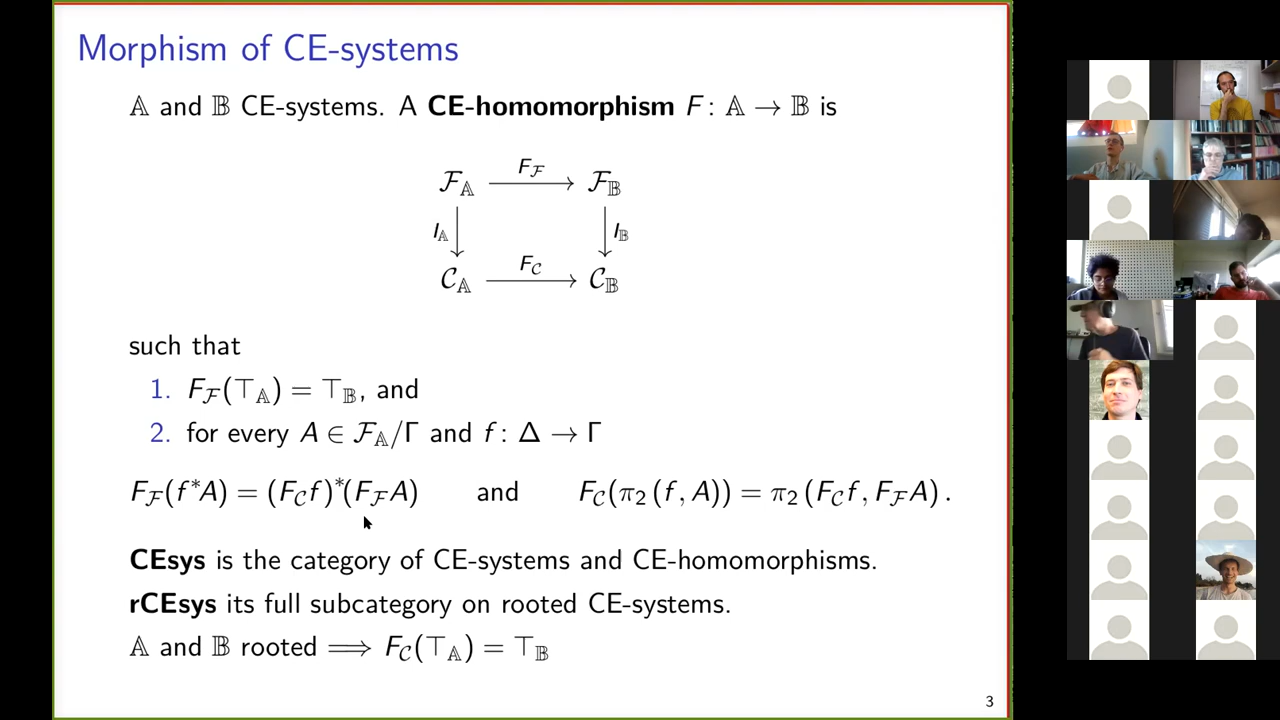 Morphism of CE-systems
𝔸 and 𝔹 CE-systems. A CE-homomorphism F: 𝔸 → 𝔹 is
ℱ_𝔸 F_ℱ ℱ_𝔹
I_𝔸 I_𝔹
𝒞_𝔸 F_𝒞 𝒞_𝔹
such that
1. F_ℱ(⊤_𝔸) = ⊤_𝔹, and
2. for every A ∈ ℱ_𝔸/Γ and f: Δ → Γ
F_ℱ(f*A) = (F_𝒞f)*(F_ℱA) and F_𝒞(π₂(f, A)) = π₂(F_𝒞f, F_ℱA).
CEsys is the category of CE-systems and CE-homomorphisms.
rCEsys its full subcategory on rooted CE-systems.
𝔸 and 𝔹 rooted ⟹ F_𝒞(⊤_𝔸) = ⊤_𝔹
3